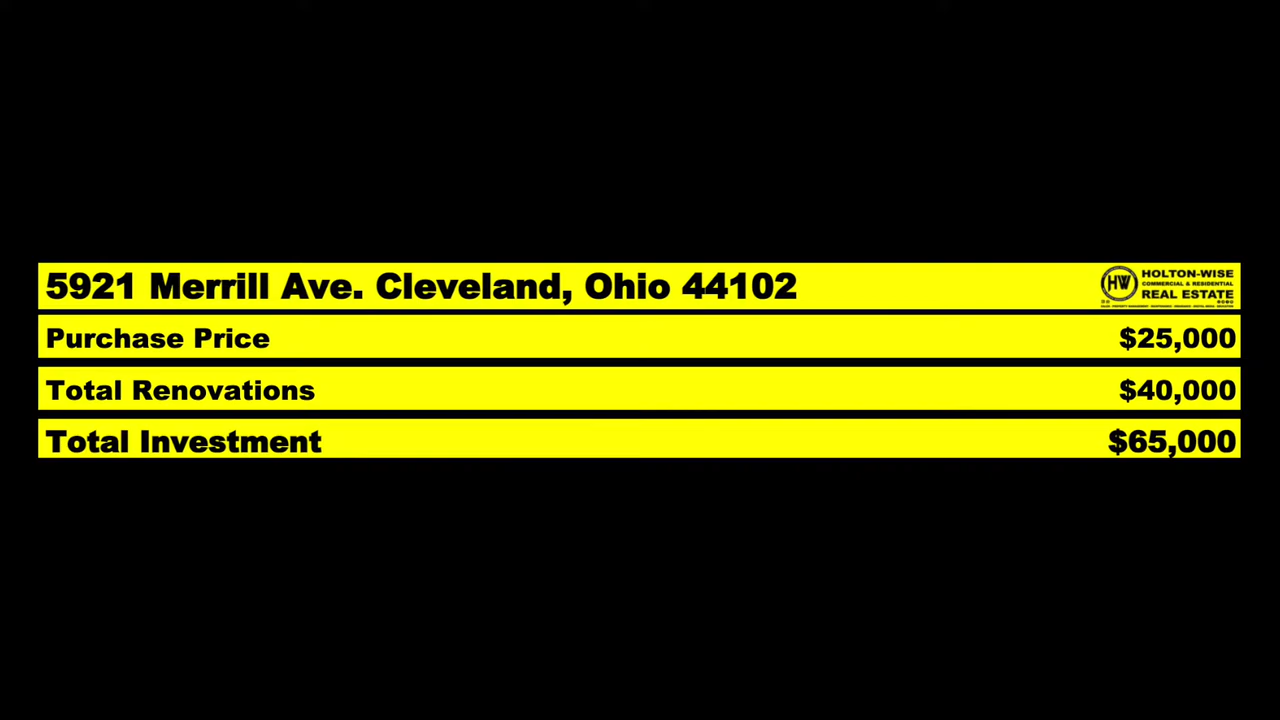 5921 Merrill Ave. Cleveland, Ohio 44102
HOLTON-WISE
COMMERCIAL & RESIDENTIAL
REAL ESTATE
HW
Purchase Price $25,000
Total Renovations $40,000
Total Investment $65,000